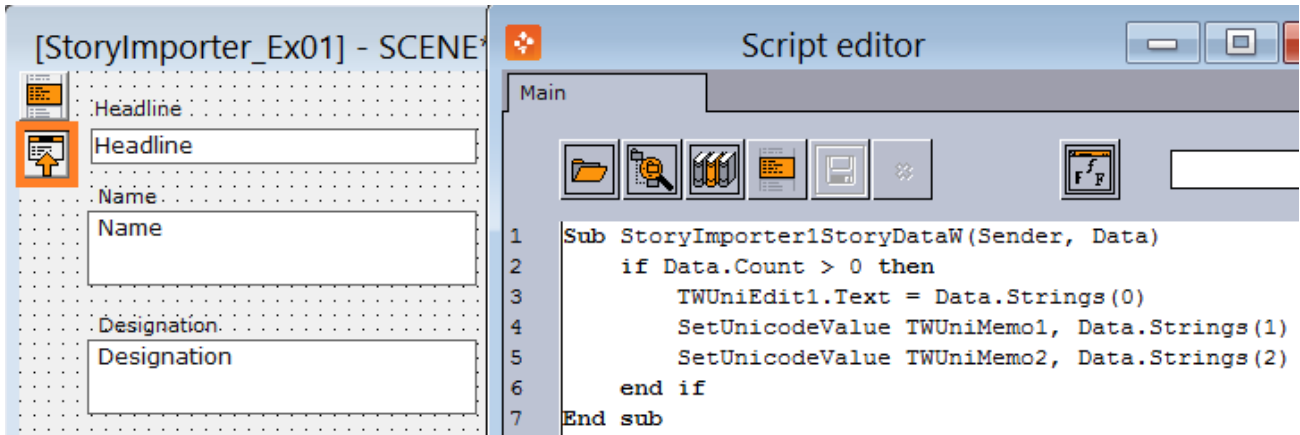 [StoryImporter_Ex01] - SCENE*
Headline
Headline
Name
Name
Designation
Designation
Script editor
Main
1 Sub StoryImporter1StoryDataW(Sender, Data)
2 if Data.Count > 0 then
3 TWUniEdit1.Text = Data.Strings(0)
4 SetUnicodeValue TWUniMemo1, Data.Strings(1)
5 SetUnicodeValue TWUniMemo2, Data.Strings(2)
6 end if
7 End sub